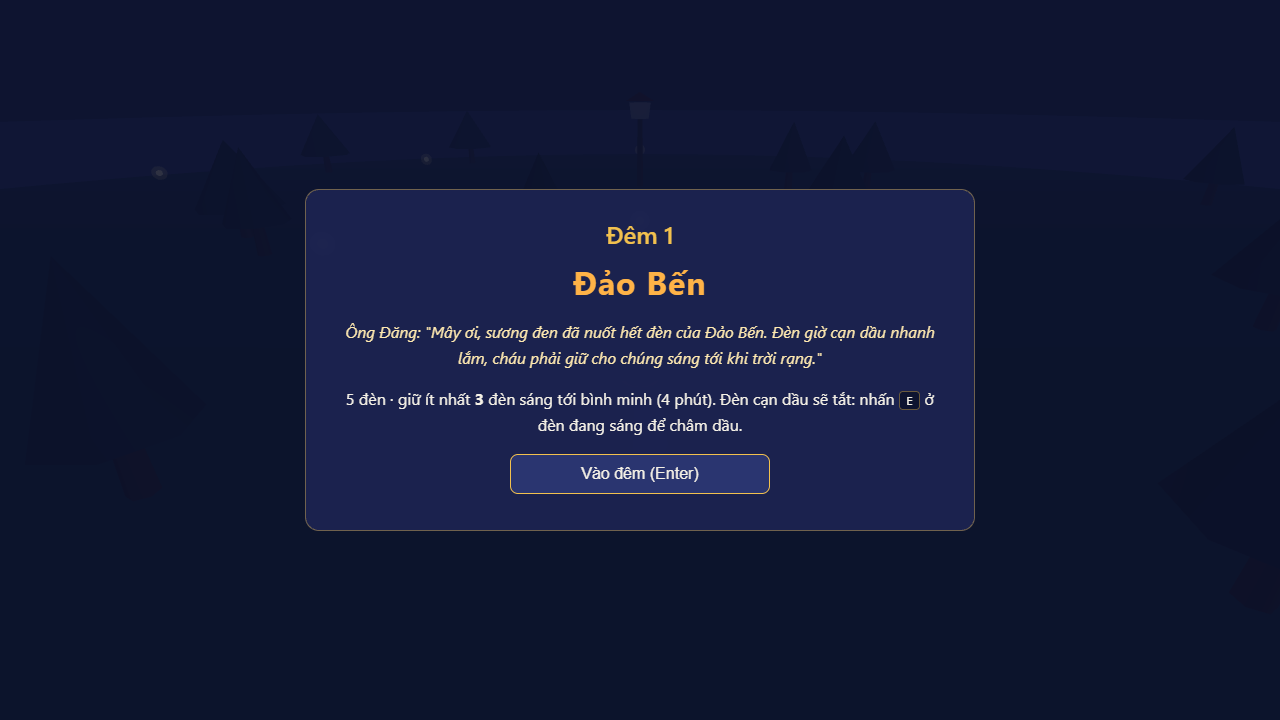 Đêm 1
Đảo Bến
Ông Đăng: "Mây ơi, sương đen đã nuốt hết đèn của Đảo Bến. Đèn giờ cạn dầu nhanh
lắm, cháu phải giữ cho chúng sáng tới khi trời rạng."
5 đèn · giữ ít nhất 3 đèn sáng tới bình minh (4 phút). Đèn cạn dầu sẽ tắt: nhấn E ở
đèn đang sáng để châm dầu.
Vào đêm (Enter)